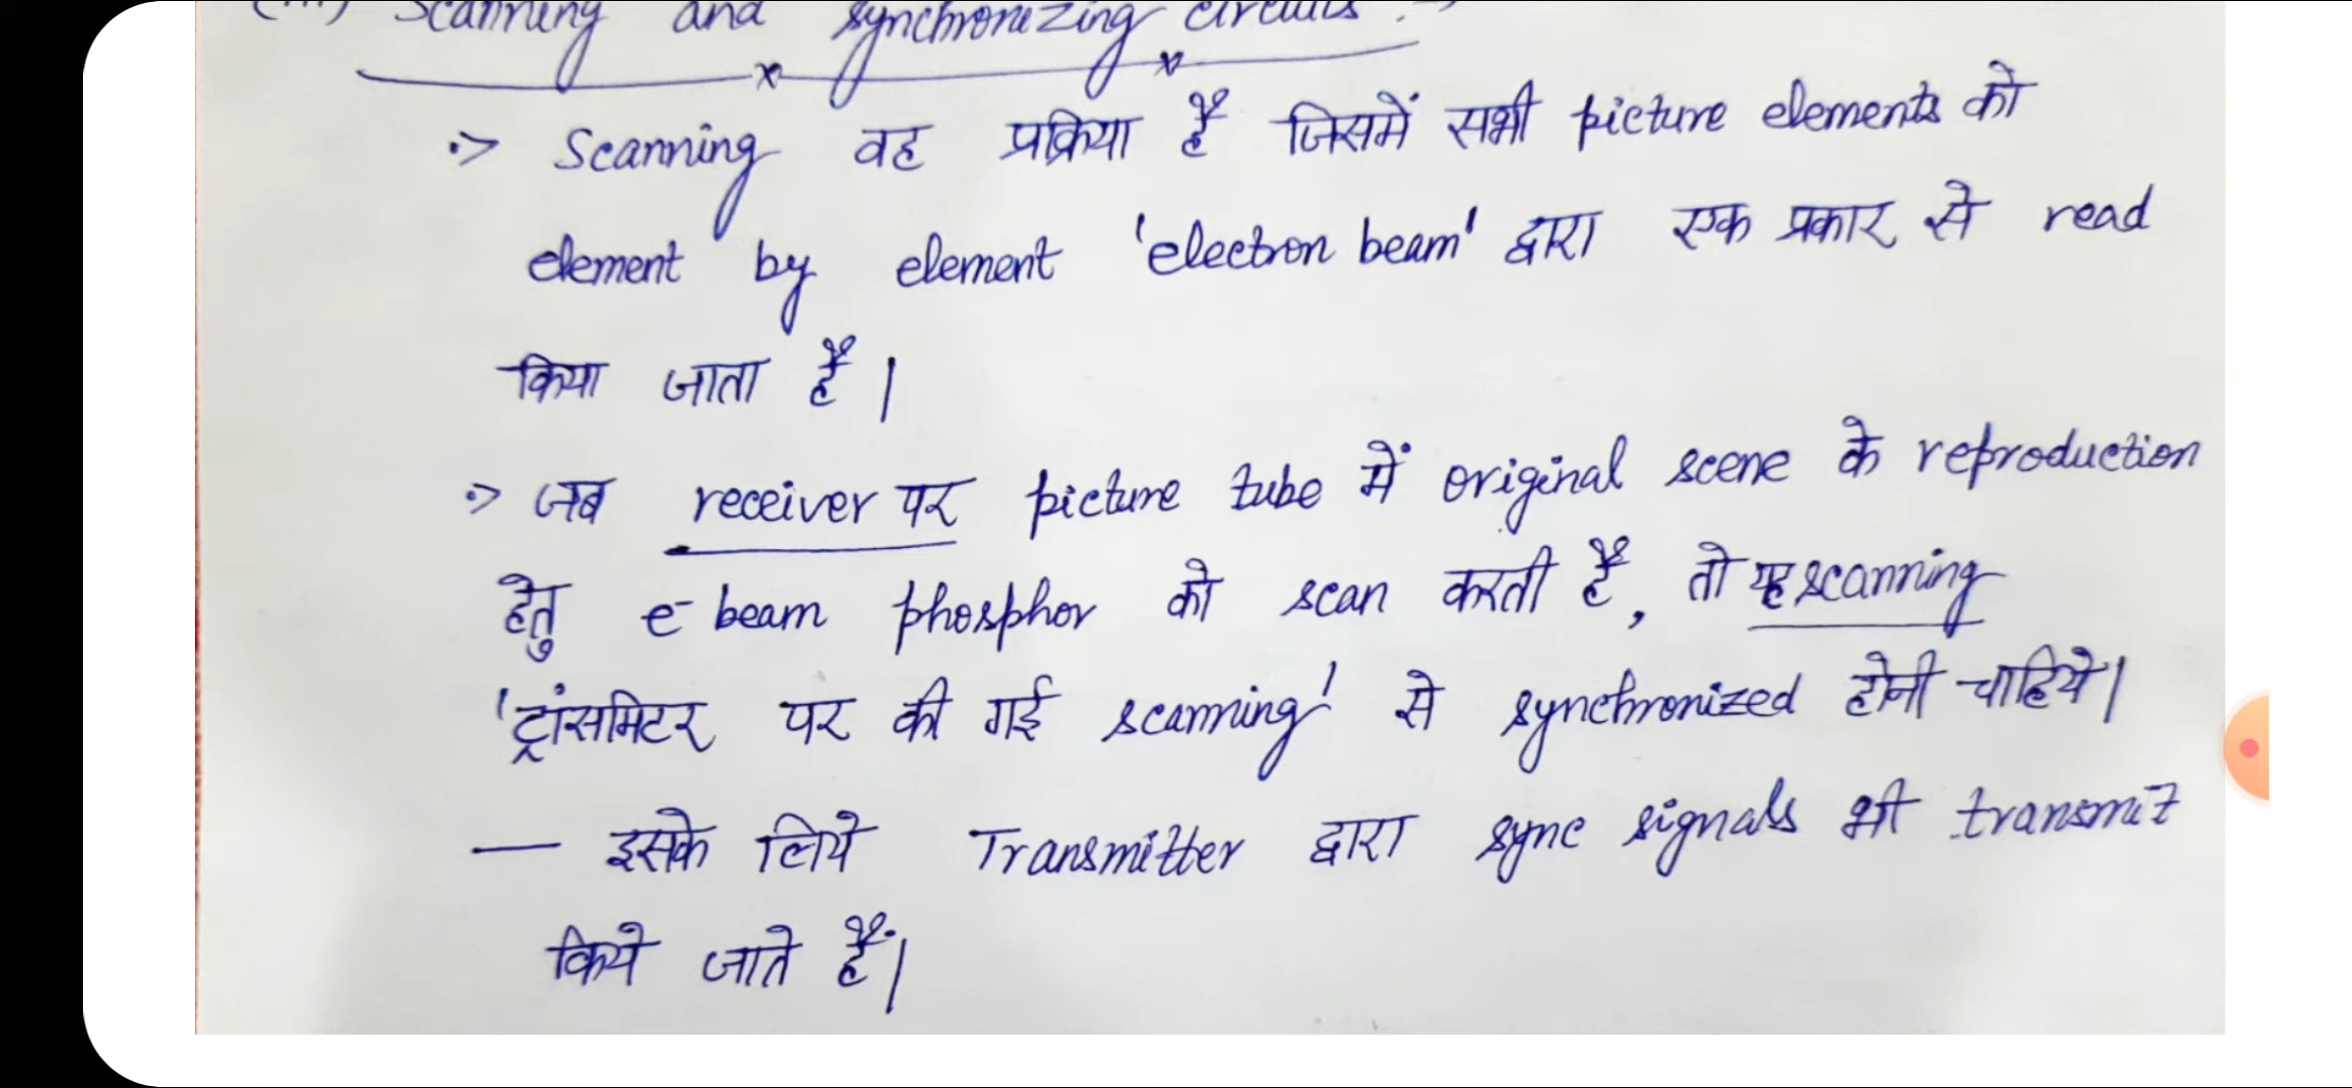 (iii) Scanning and synchronizing circuits :->
:> Scanning वह प्रक्रिया है जिसमें सभी picture elements को
element by element 'electron beam' द्वारा एक प्रकार से read
किया जाता है |
:> जब receiver पर picture tube में original scene के reproduction
हेतु e⁻ beam phosphor को scan करती है, तो यह scanning
'ट्रांसमिटर पर की गई scanning' से synchronized होनी चाहिये |
— इसके लिये Transmitter द्वारा sync signals भी transmit
किये जाते हैं |